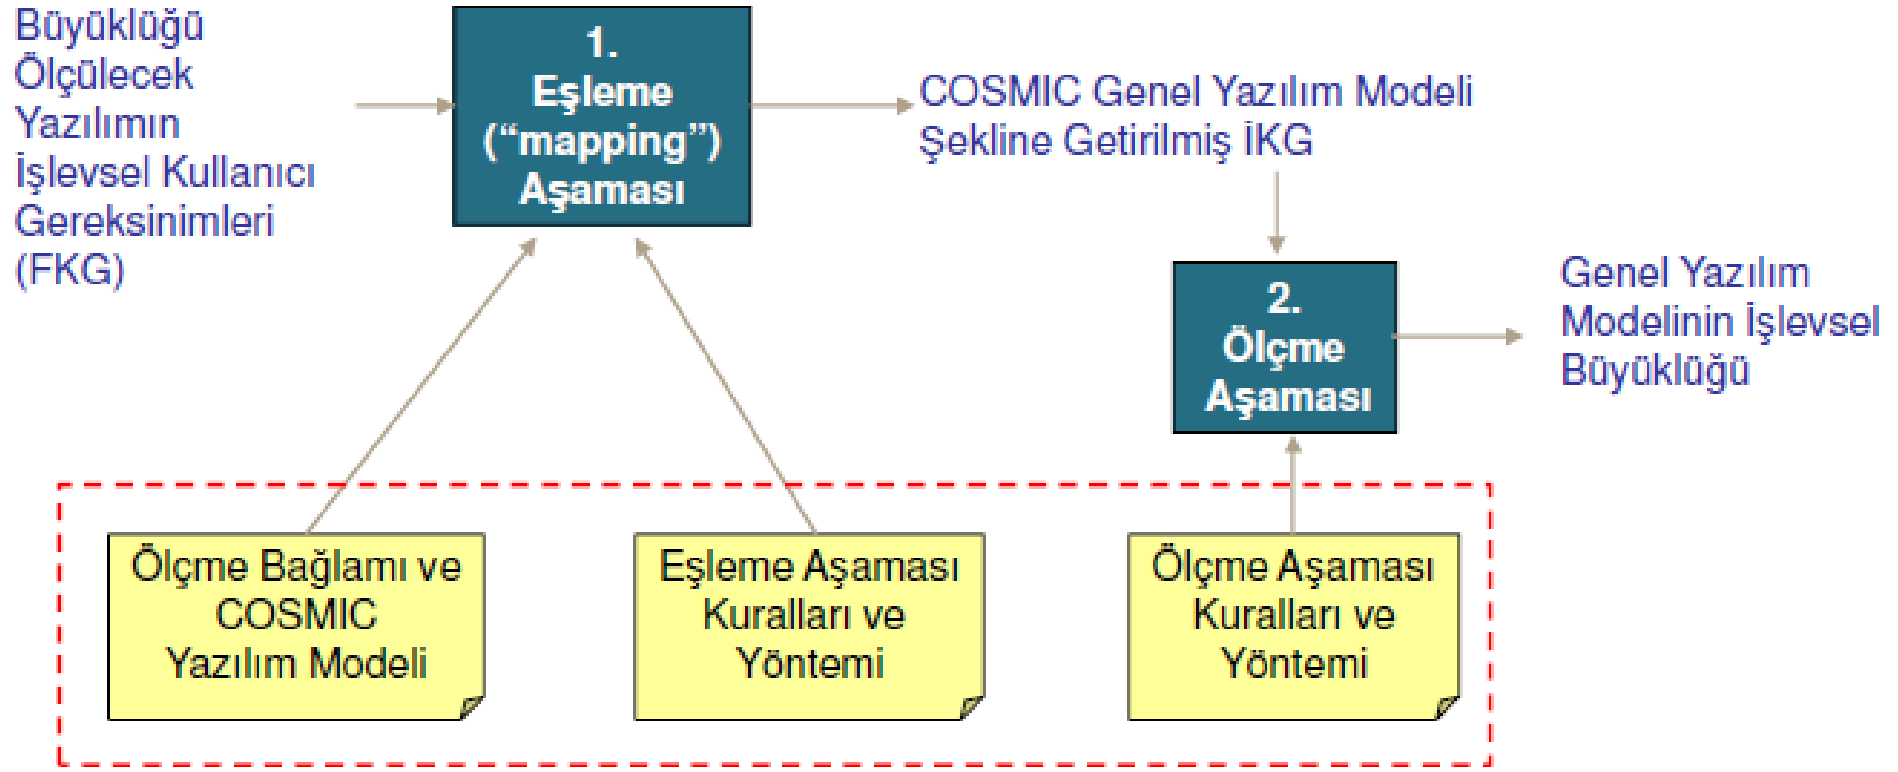 Büyüklüğü
Ölçülecek
Yazılımın
İşlevsel Kullanıcı
Gereksinimleri
(FKG)
1.
Eşleme
(“mapping”)
Aşaması
COSMIC Genel Yazılım Modeli
Şekline Getirilmiş İKG
2.
Ölçme
Aşaması
Genel Yazılım
Modelinin İşlevsel
Büyüklüğü
Ölçme Bağlamı ve
COSMIC
Yazılım Modeli
Eşleme Aşaması
Kuralları ve
Yöntemi
Ölçme Aşaması
Kuralları ve
Yöntemi